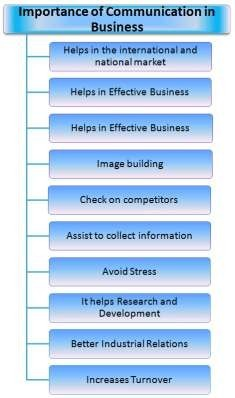 Importance of Communication in
Business
Helps in the international and
national market
Helps in Effective Business
Helps in Effective Business
Image building
Check on competitors
Assist to collect information
Avoid Stress
It helps Research and
Development
Better Industrial Relations
Increases Turnover